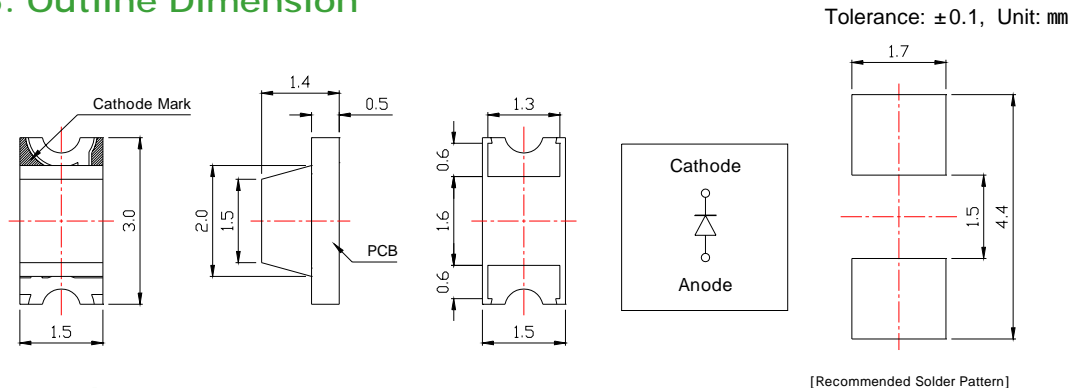 Outline Dimension
Tolerance: ±0.1, Unit: mm
1.7
1.4
Cathode Mark
0.5
1.3
0.6
Cathode
3.0
2.0
1.5
1.6
1.5
4.4
PCB
0.6
Anode
1.5
1.5
[Recommended Solder Pattern]